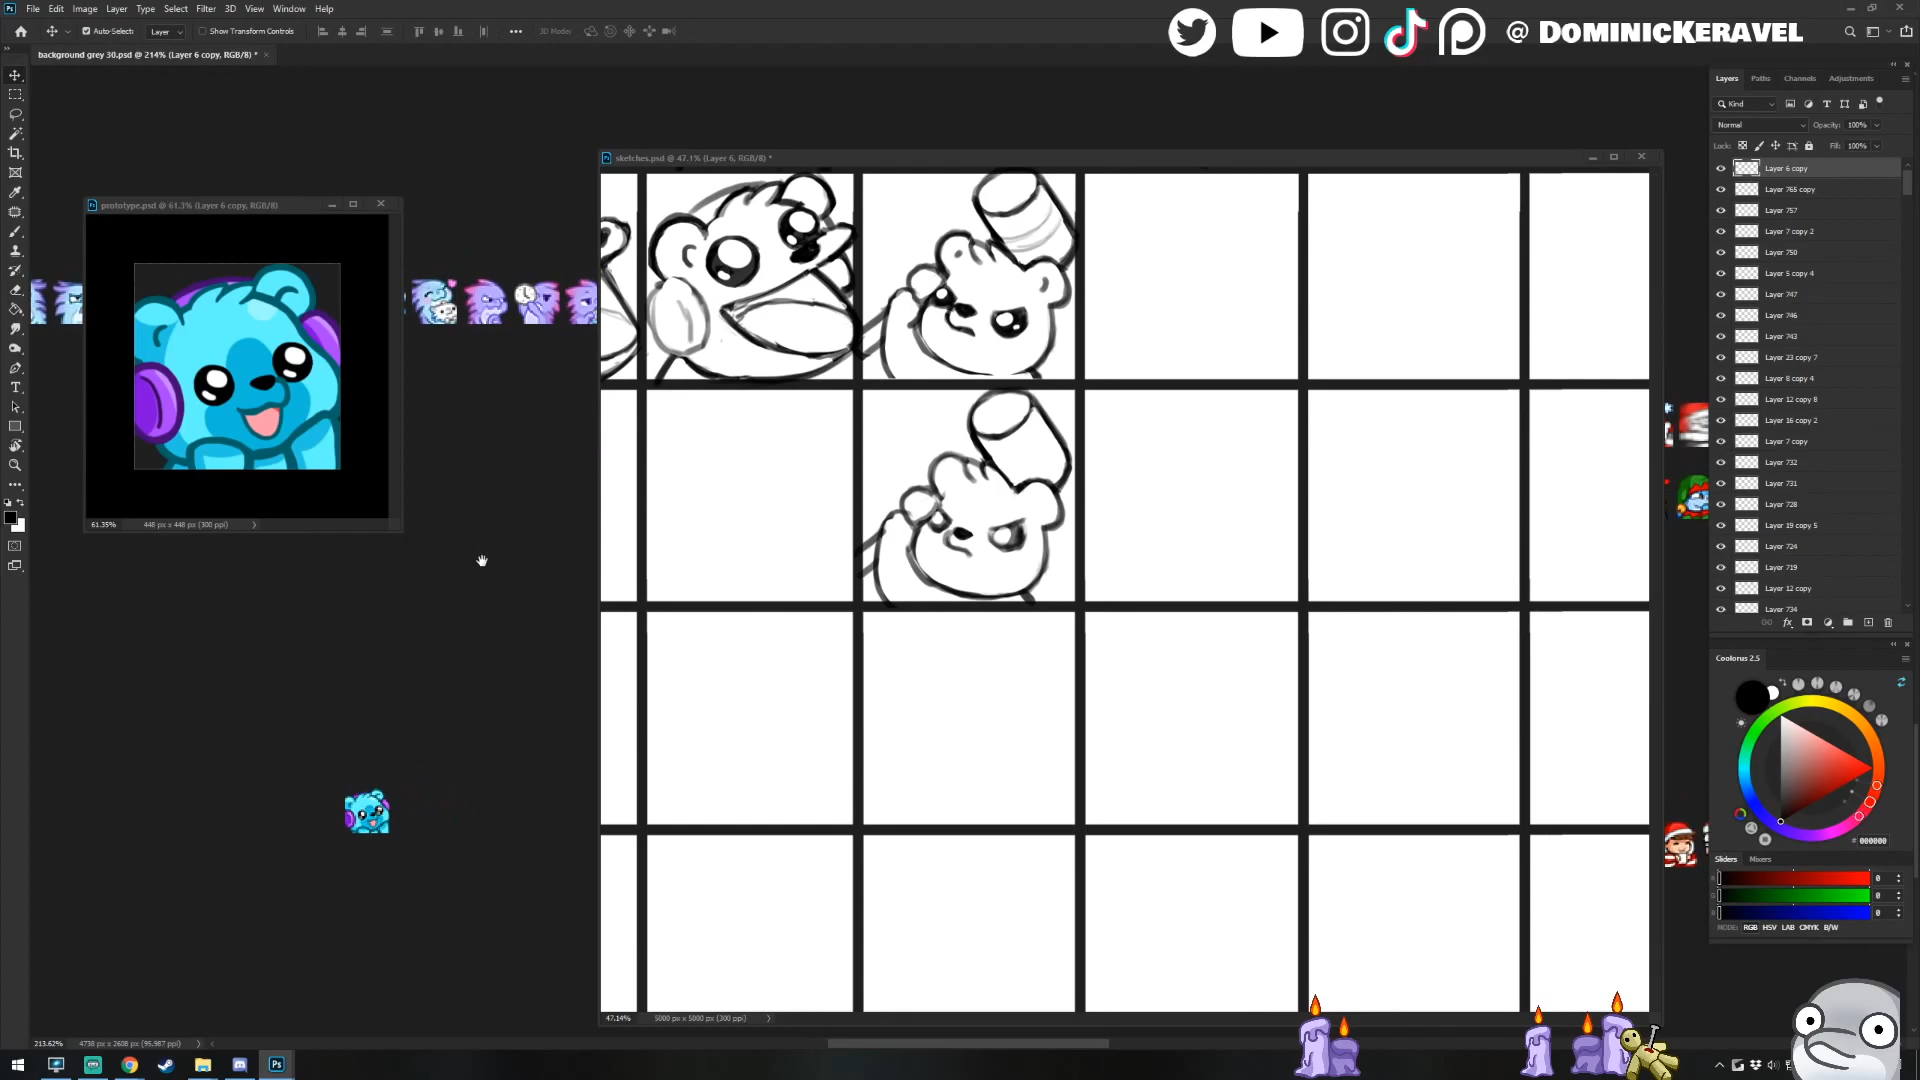 File Edit Image Layer Type Select Filter 3D View Window Help
Auto-Select: Layer Show Transform Controls 3D Mode:
@ DOMINICKERAVEL
background grey 30.psd @ 214% (Layer 6 copy, RGB/8) *
prototype.psd @ 61.3% (Layer 6 copy, RGB/8)
61.35% 448 px x 448 px (300 ppi)
sketches.psd @ 47.1% (Layer 6, RGB/8) *
47.14% 5000 px x 5000 px (300 ppi)
Layers Paths Channels Adjustments
Kind
Normal Opacity: 100%
Lock: Fill: 100%
Layer 6 copy
Layer 765 copy
Layer 757
Layer 7 copy 2
Layer 750
Layer 5 copy 4
Layer 747
Layer 746
Layer 743
Layer 23 copy 7
Layer 8 copy 4
Layer 12 copy 8
Layer 16 copy 2
Layer 7 copy
Layer 732
Layer 731
Layer 728
Layer 19 copy 5
Layer 724
Layer 719
Layer 12 copy
Layer 734
fx
Coolorus 2.5
# 000000
Sliders Mixers
0
0
0
MODE: RGB HSV LAB CMYK B/W
213.62% 4738 px x 2608 px (95.987 ppi)
Ps